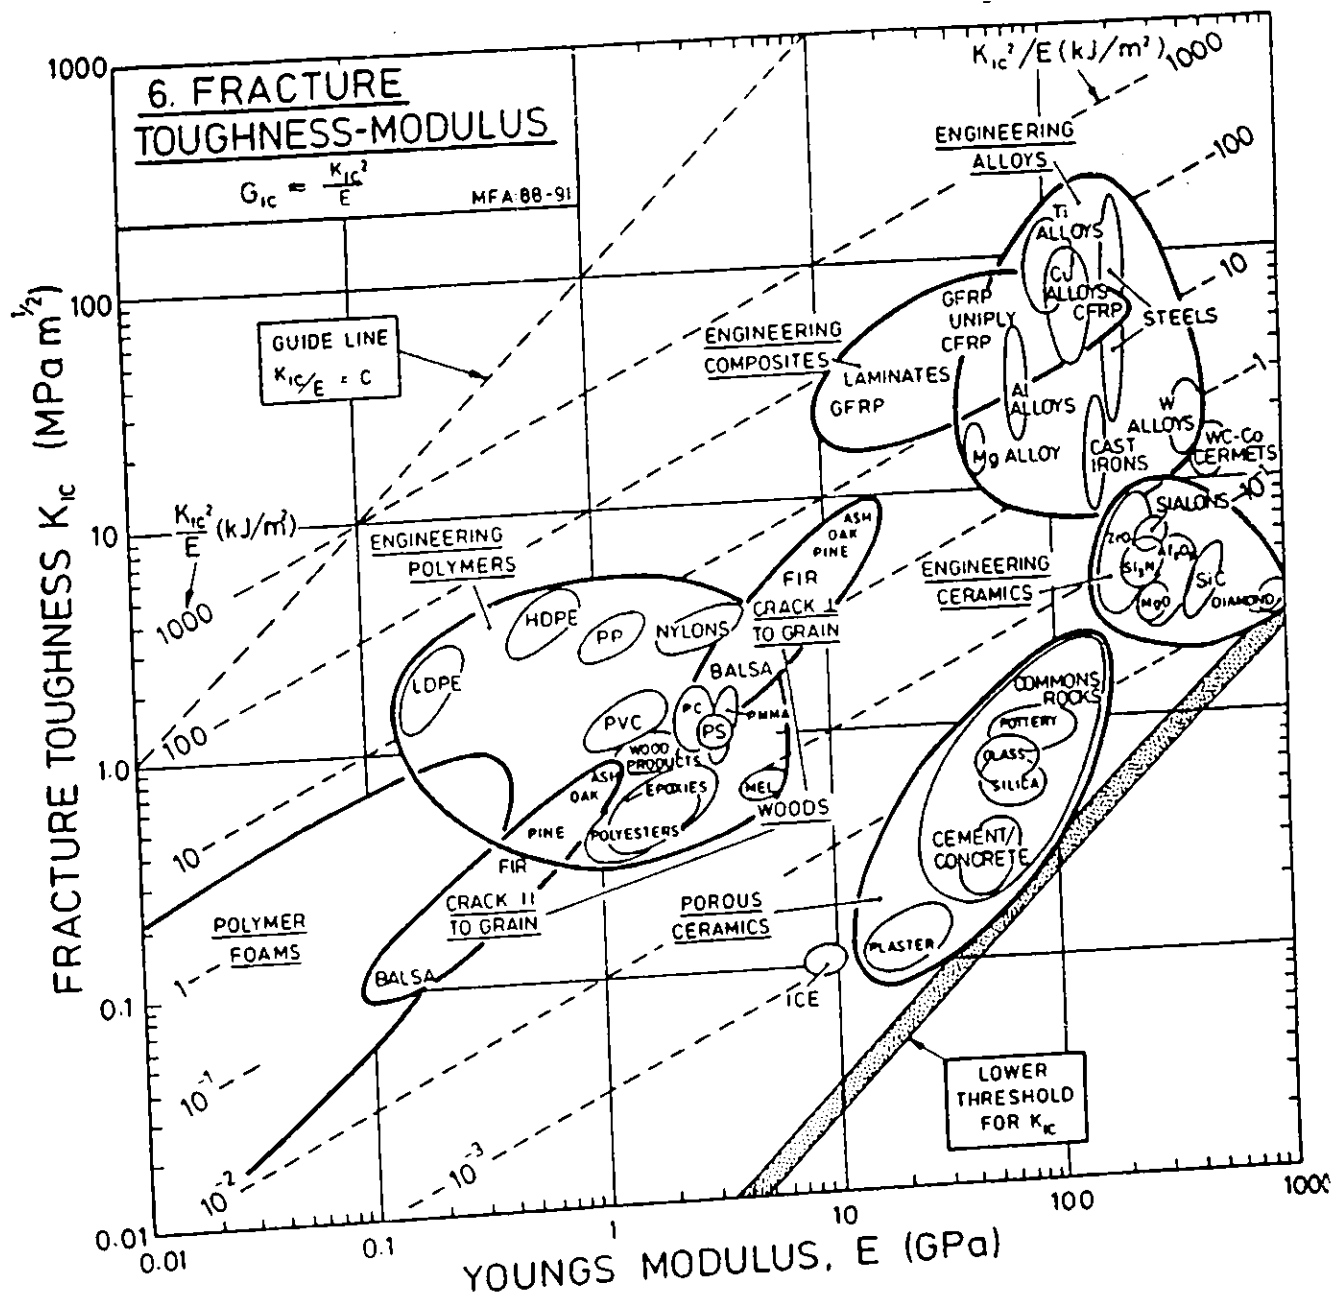 6. FRACTURE
TOUGHNESS-MODULUS
G_IC ≈ K_IC²/E
MFA:88-91
K_IC²/E (kJ/m²)
1000
100
10
1
10⁻¹
ENGINEERING
ALLOYS
Ti
ALLOYS
Cu
ALLOYS
CFRP
STEELS
GFRP
UNIPLY
CFRP
LAMINATES
GFRP
ENGINEERING
COMPOSITES
Al
ALLOYS
Mg ALLOY
CAST
IRONS
W
ALLOYS
WC-Co
CERMETS
GUIDE LINE
K_IC/E = C
K_IC²/E (kJ/m²)
1000
100
10
1
10⁻¹
10⁻²
10⁻³
ENGINEERING
POLYMERS
HDPE
PP
NYLONS
LDPE
PVC
PC
PMMA
PS
WOOD
PRODUCTS
EPOXIES
MEL
POLYESTERS
ASH
OAK
PINE
FIR
CRACK ⊥
TO GRAIN
BALSA
WOODS
ASH
OAK
PINE
FIR
CRACK II
TO GRAIN
BALSA
POLYMER
FOAMS
ENGINEERING
CERAMICS
SIALONS
ZrO₂
Al₂O₃
Si₃N₄
SiC
MgO
DIAMOND
COMMONS
ROCKS
POTTERY
GLASS
SILICA
CEMENT/
CONCRETE
POROUS
CERAMICS
PLASTER
ICE
LOWER
THRESHOLD
FOR K_IC
FRACTURE TOUGHNESS K_IC (MPa m^1/2)
1000
100
10
1.0
0.1
0.01
0.01
0.1
1
10
100
1000
YOUNGS MODULUS, E (GPa)